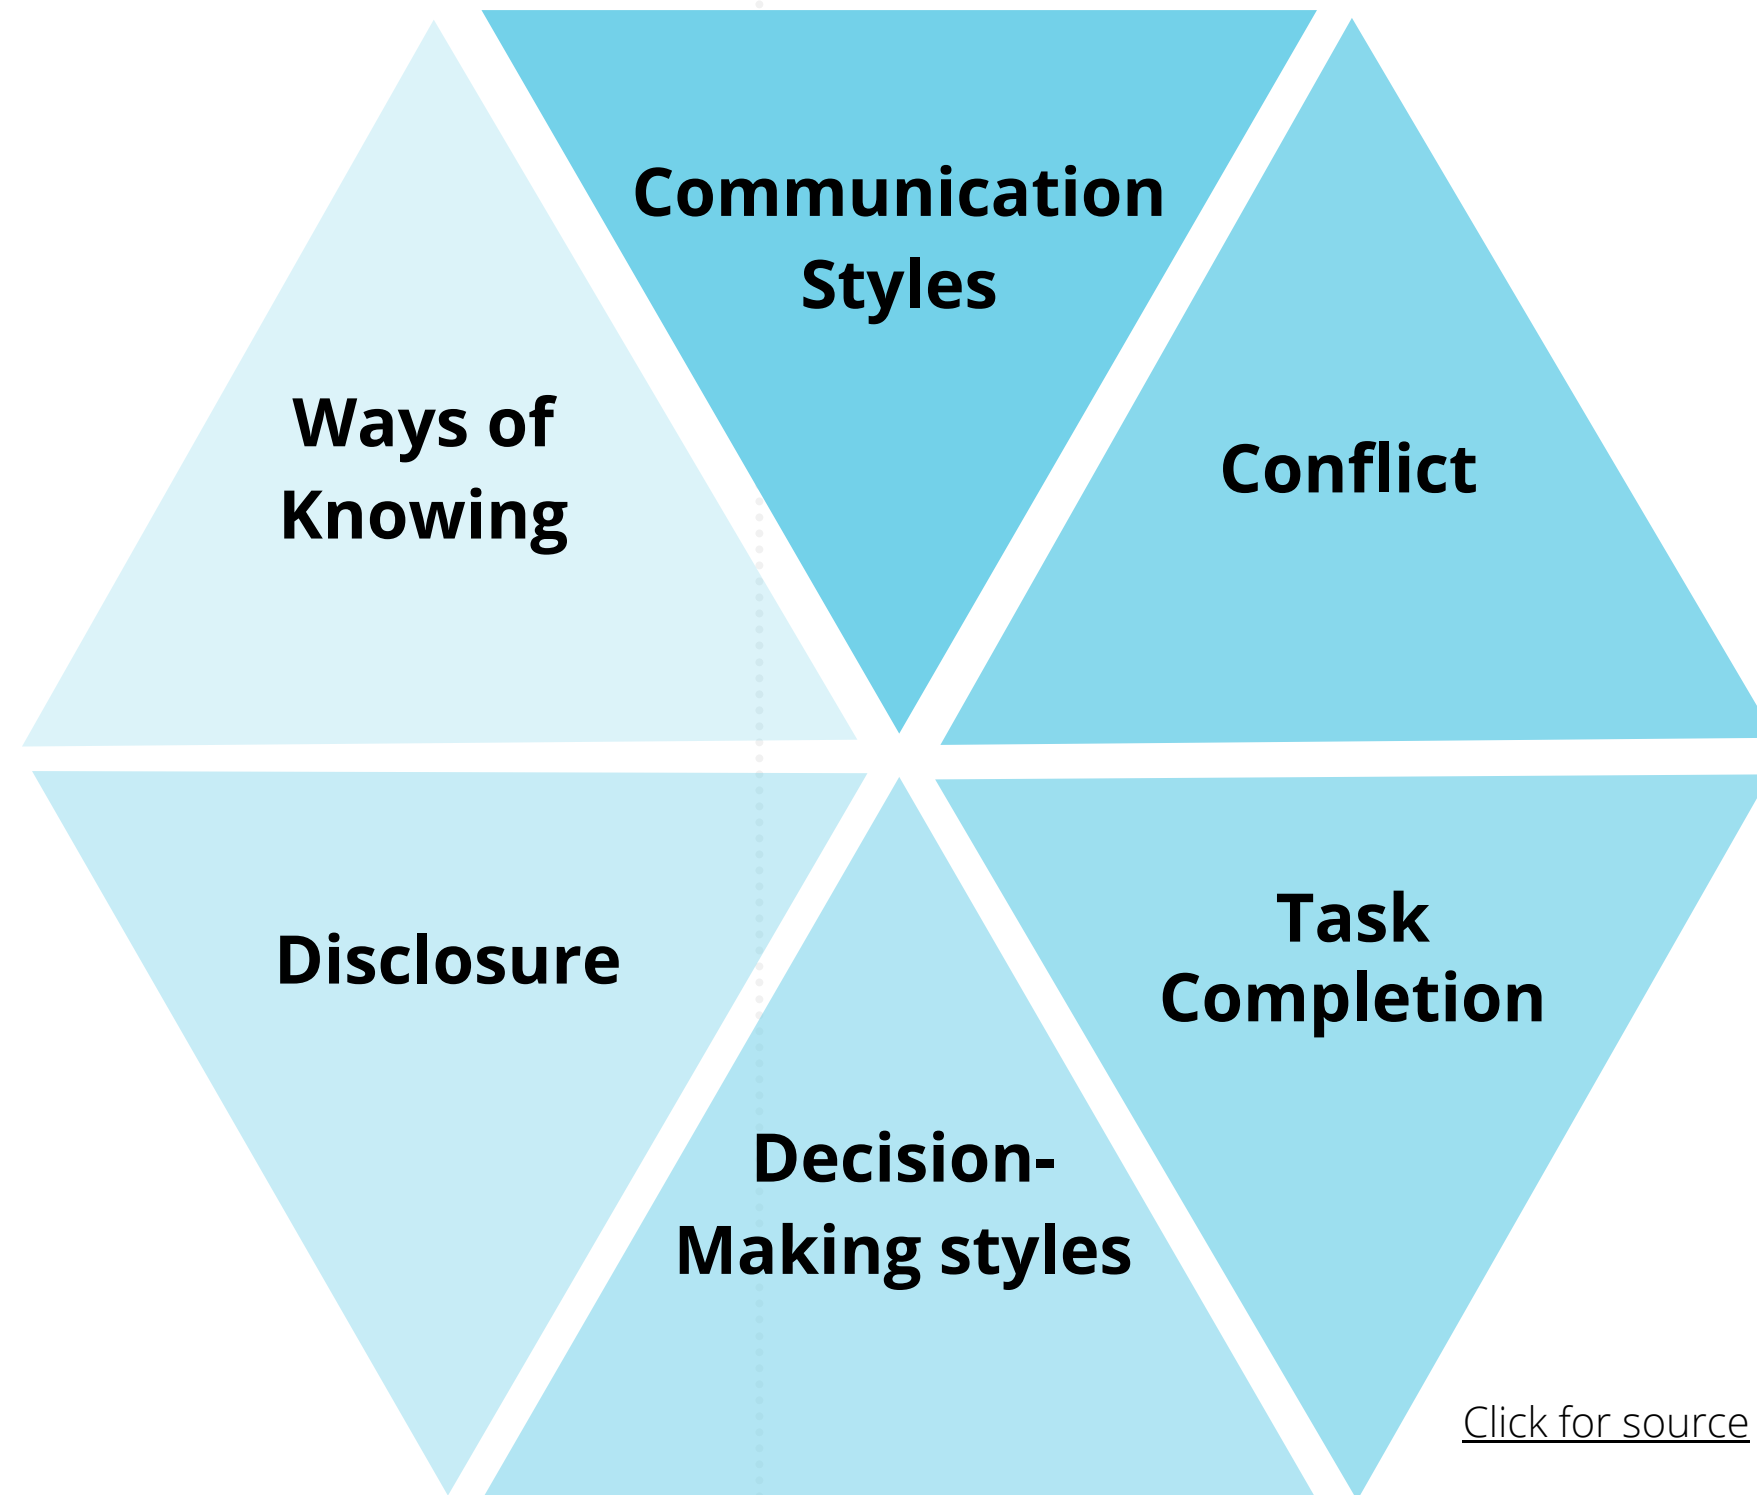 Communication
Styles
Ways of
Knowing
Conflict
Disclosure
Task
Completion
Decision-
Making styles
Click for source